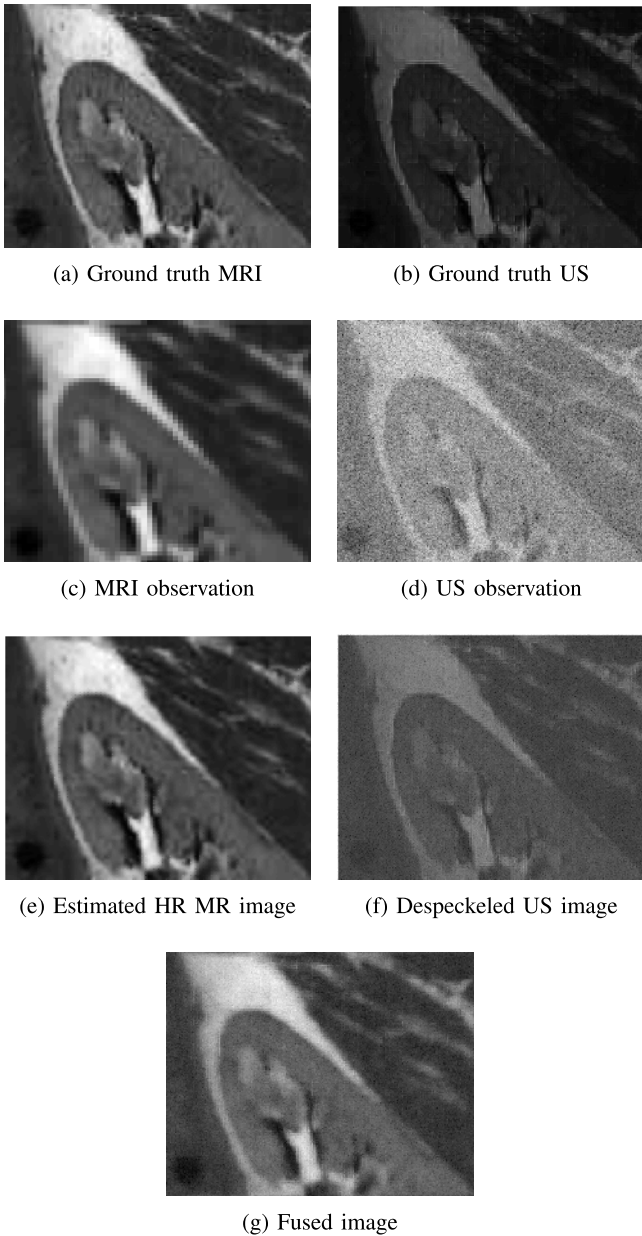 (a) Ground truth MRI
(b) Ground truth US
(c) MRI observation
(d) US observation
(e) Estimated HR MR image
(f) Despeckeled US image
(g) Fused image